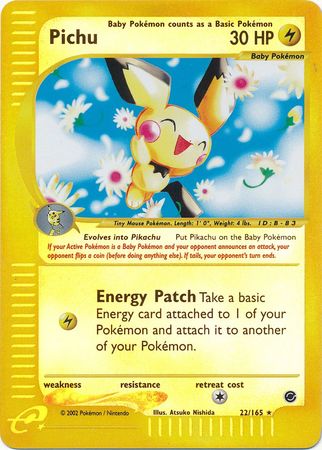 Baby Pokémon counts as a Basic Pokémon
Pichu 30 HP
Baby Pokémon
Tiny Mouse Pokémon. Length: 1' 0", Weight: 4 lbs. ID:B-B3
Evolves into Pikachu Put Pikachu on the Baby Pokémon
If your Active Pokémon is a Baby Pokémon and your opponent announces an attack, your
opponent flips a coin (before doing anything else). If tails, your opponent's turn ends.
Energy Patch Take a basic
Energy card attached to 1 of your
Pokémon and attach it to another
of your Pokémon.
weakness resistance retreat cost
e © 2002 Pokémon / Nintendo Illus. Atsuko Nishida 22/165 ★